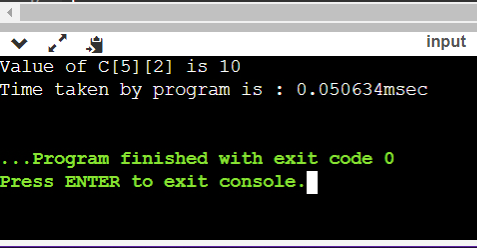 input
Value of C[5][2] is 10
Time taken by program is : 0.050634msec
...Program finished with exit code 0
Press ENTER to exit console.